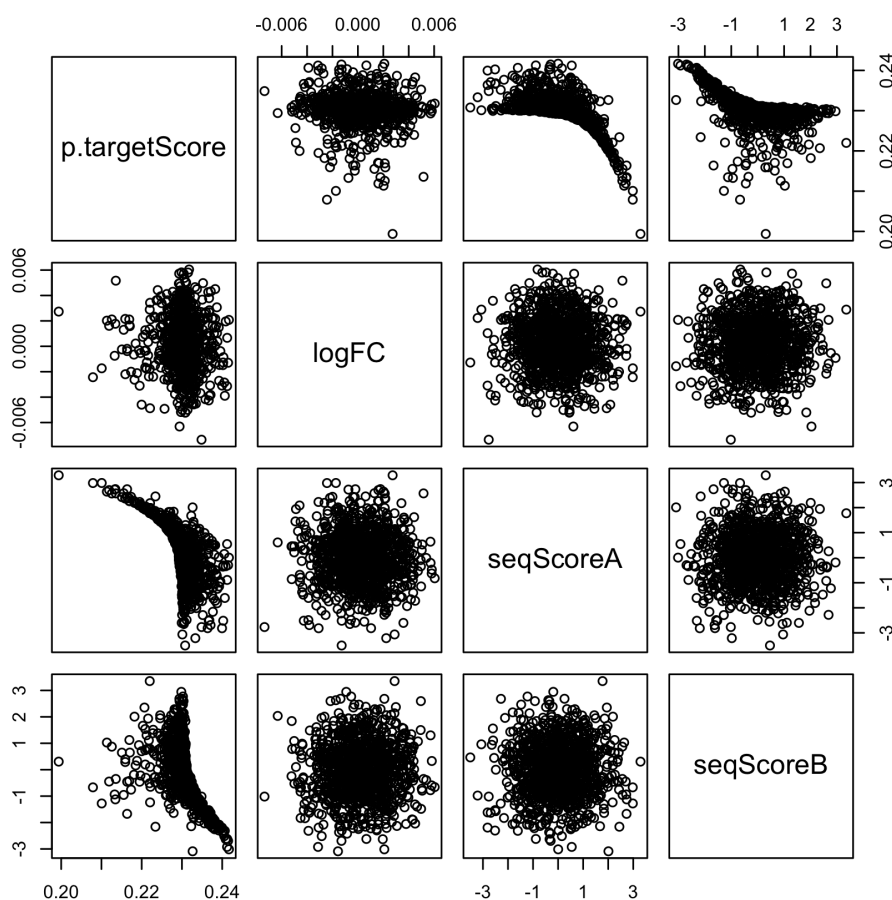 -0.006 0.000 0.006 -3 -1 1 2 3
p.targetScore
0.20 0.22 0.24
-0.006 0.000 0.006
logFC
seqScoreA
-3 -1 1 3
-3 -1 1 2 3
seqScoreB
0.20 0.22 0.24 -3 -1 1 3